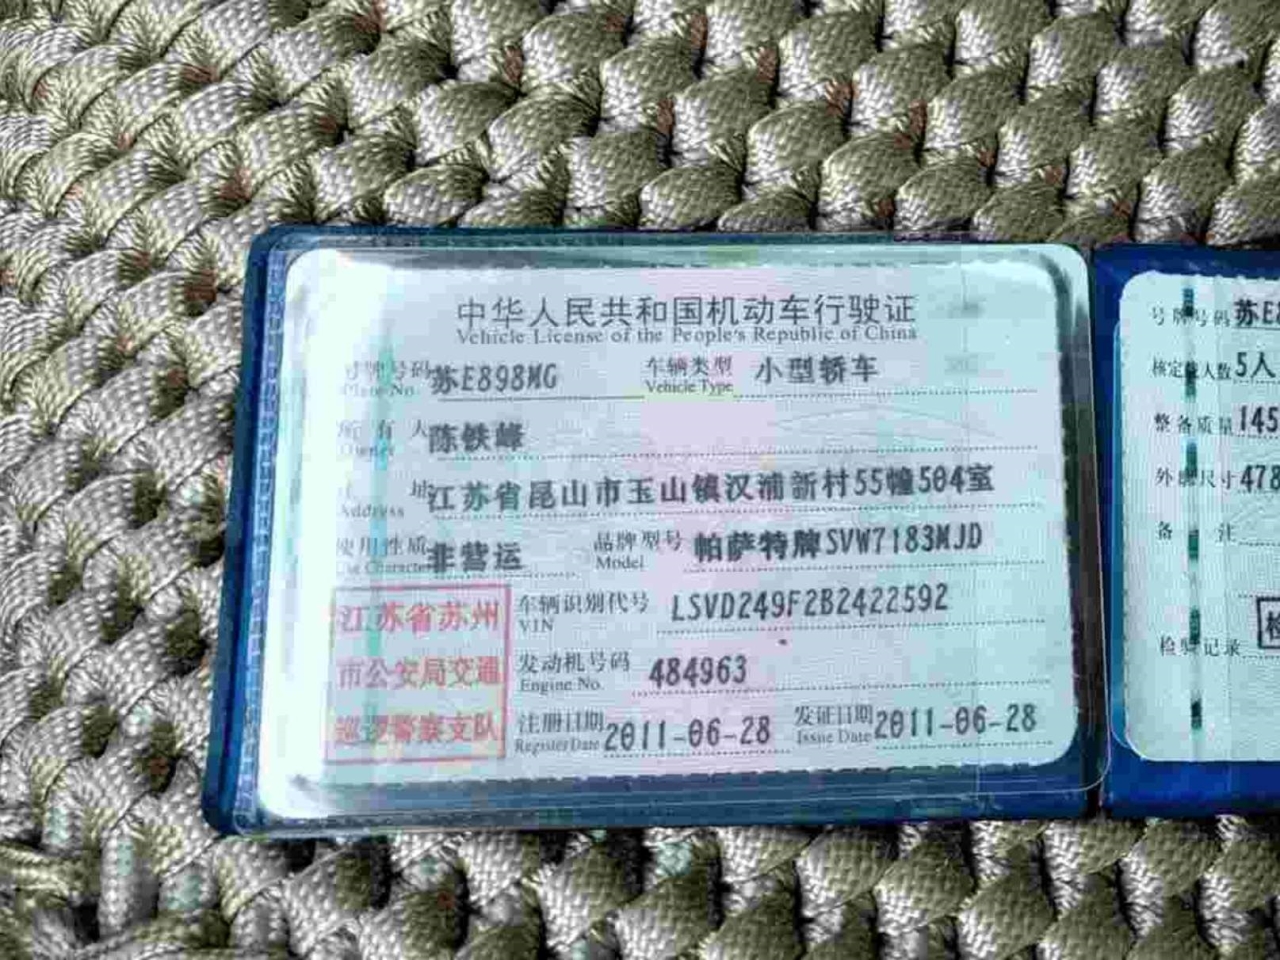 中华人民共和国机动车行驶证
Vehicle License of the People's Republic of China
号牌号码 苏E898MG 车辆类型 小型轿车
Plate No. Vehicle Type
所有人 陈铁峰
Owner
住址 江苏省昆山市玉山镇汉浦新村55幢504室
Address
使用性质 非营运 品牌型号 帕萨特牌SVW7183MJD
Use Character Model
江苏省苏州
市公安局交通
巡逻警察支队
车辆识别代号 LSVD249F2B2422592
VIN
发动机号码 484963
Engine No.
注册日期 2011-06-28 发证日期 2011-06-28
Register Date Issue Date
号牌号码 苏E
核定载人数 5人
整备质量 145
外廓尺寸 478
备注
检验记录